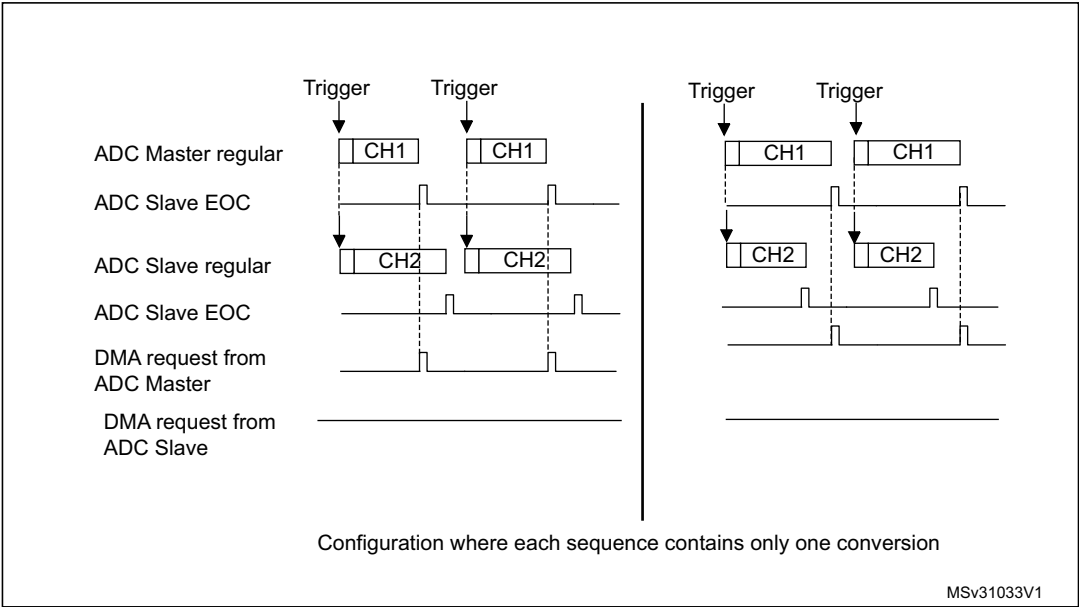 Trigger Trigger Trigger Trigger
ADC Master regular CH1 CH1 CH1 CH1
ADC Slave EOC
ADC Slave regular CH2 CH2 CH2 CH2
ADC Slave EOC
DMA request from
ADC Master
DMA request from
ADC Slave
Configuration where each sequence contains only one conversion
MSv31033V1